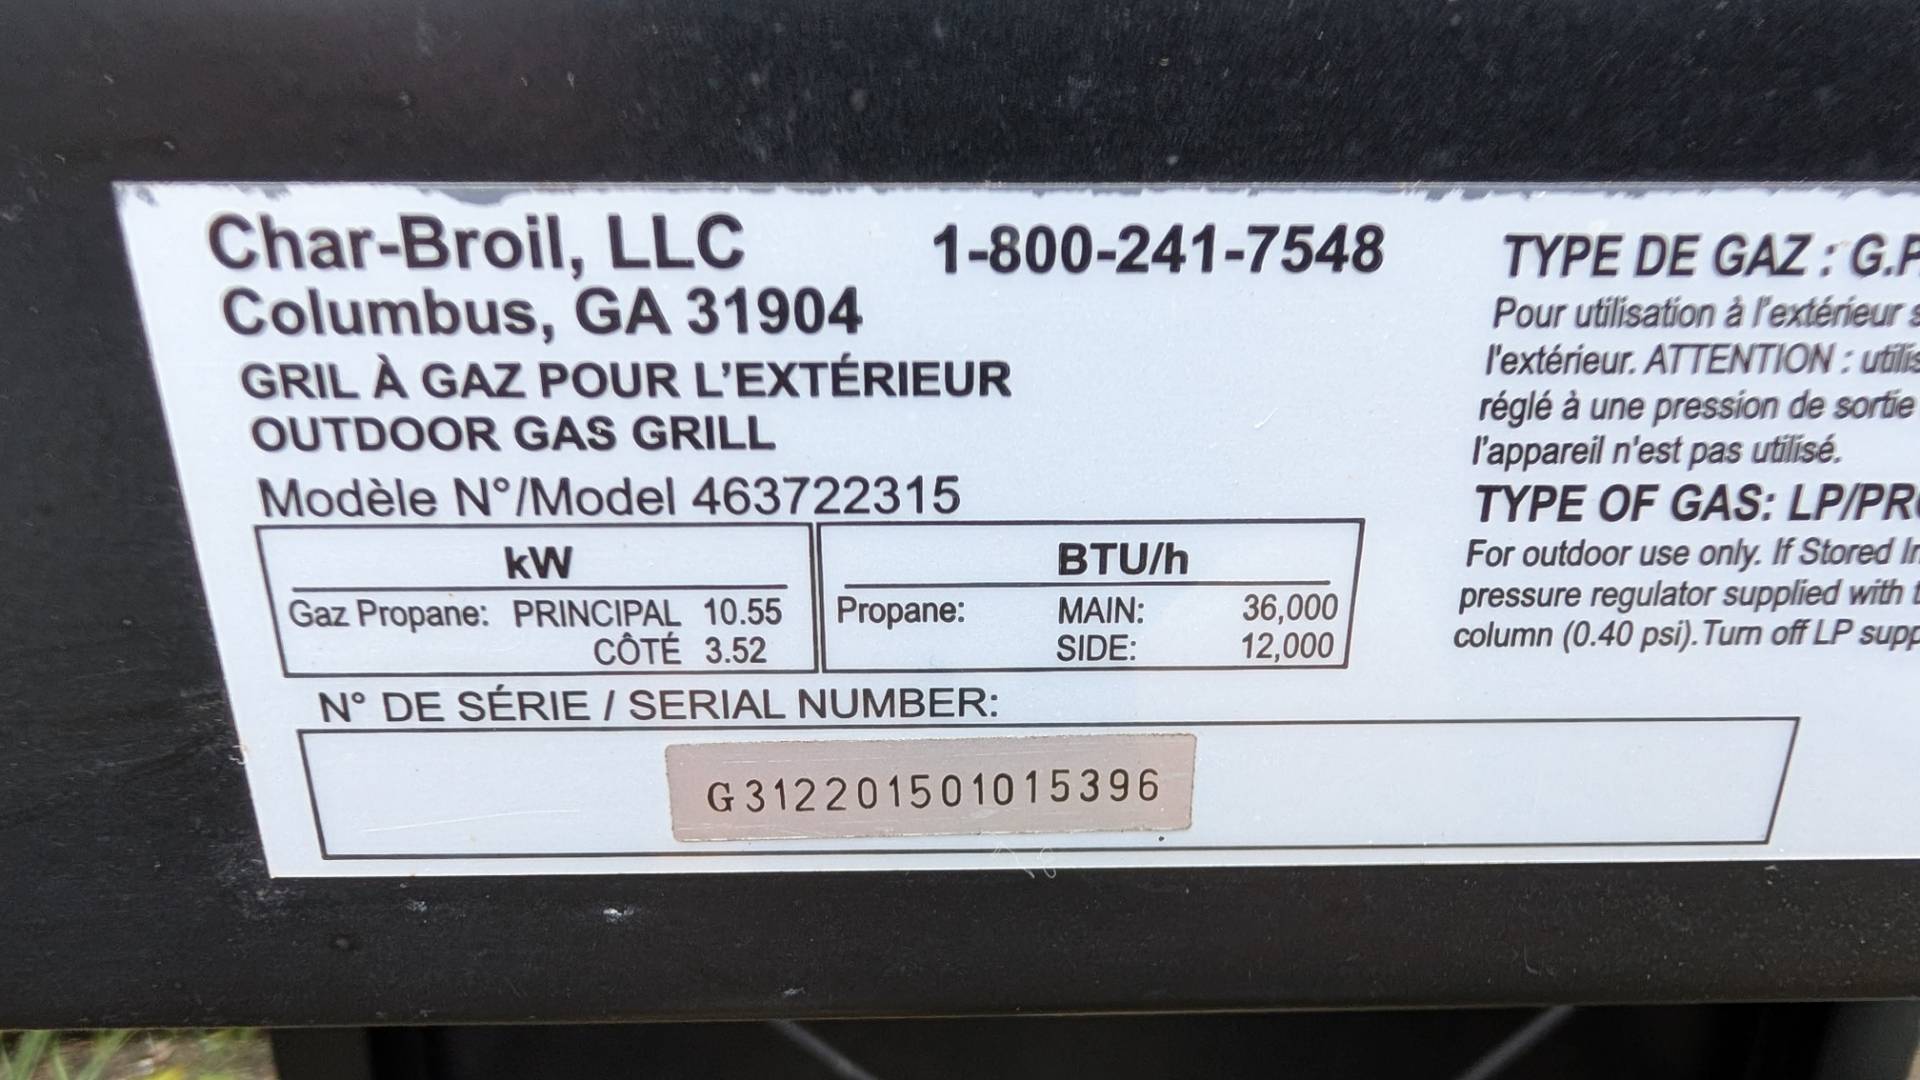 Char-Broil, LLC
1-800-241-7548
Columbus, GA 31904
GRIL À GAZ POUR L'EXTÉRIEUR
OUTDOOR GAS GRILL
Modèle N°/Model 463722315
kW
Gaz Propane: PRINCIPAL 10.55
CÔTÉ 3.52
BTU/h
Propane: MAIN: 36,000
SIDE: 12,000
N° DE SÉRIE / SERIAL NUMBER:
G312201501015396
TYPE DE GAZ : G.P
Pour utilisation à l'extérieur
l'extérieur. ATTENTION :
réglé à une pression de sortie
l'appareil n'est pas utilisé.
TYPE OF GAS: LP/
For outdoor use only. If Stored
pressure regulator supplied with
column (0.40 psi). Turn off LP